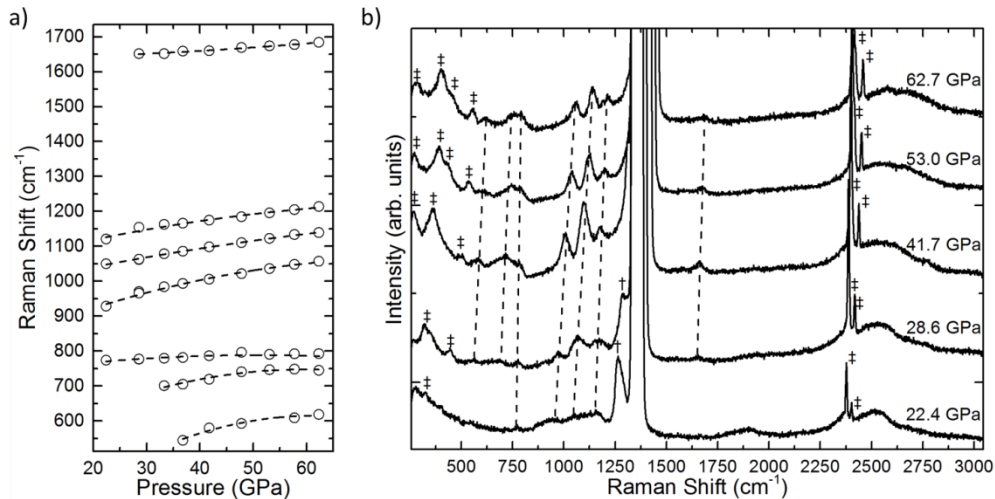 a)
1700
1600
1500
1400
1300
1200
1100
1000
900
800
700
600
Raman Shift (cm⁻¹)
20 30 40 50 60
Pressure (GPa)
b)
Intensity (arb. units)
‡ ‡ ‡ ‡ ‡ ‡ 62.7 GPa
‡ ‡ ‡ ‡ ‡ ‡ 53.0 GPa
‡ ‡ ‡ ‡ ‡ 41.7 GPa
‡ ‡ † ‡ ‡ 28.6 GPa
‡ † ‡ ‡ 22.4 GPa
500 750 1000 1250 1500 1750 2000 2250 2500 2750 3000
Raman Shift (cm⁻¹)